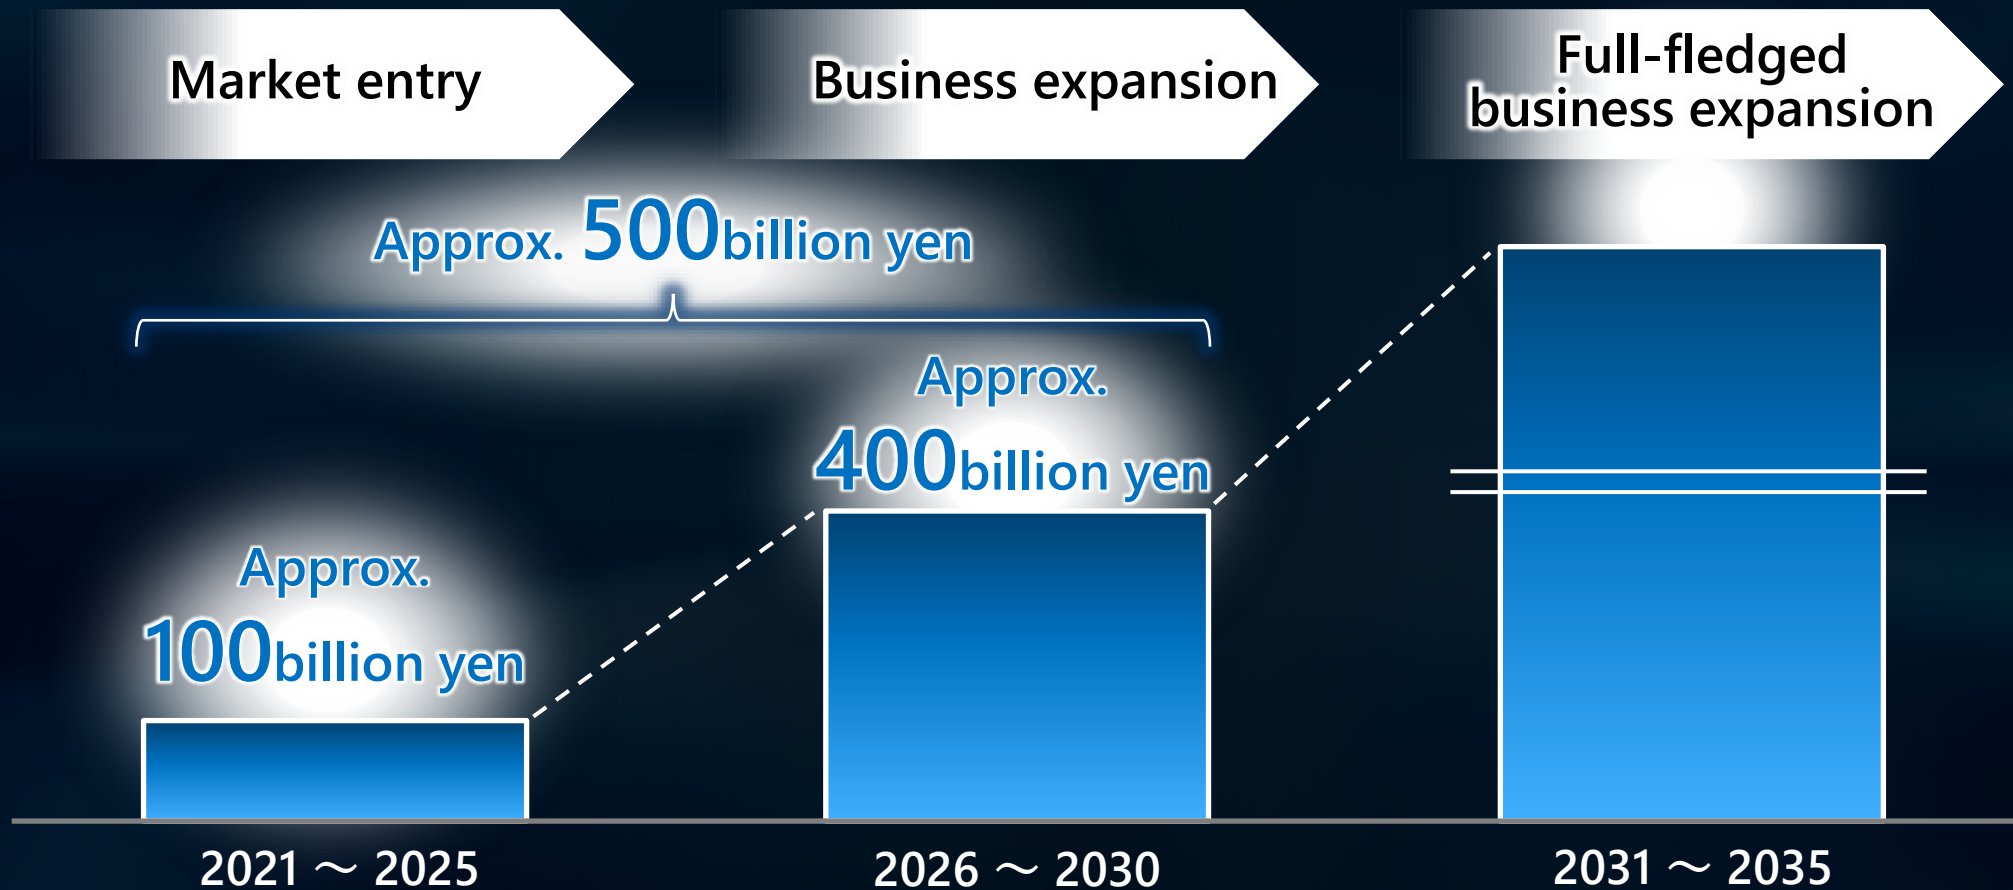 Market entry
Business expansion
Full-fledged
business expansion
Approx. 500billion yen
Approx.
400billion yen
Approx.
100billion yen
2021 ～ 2025
2026 ～ 2030
2031 ～ 2035